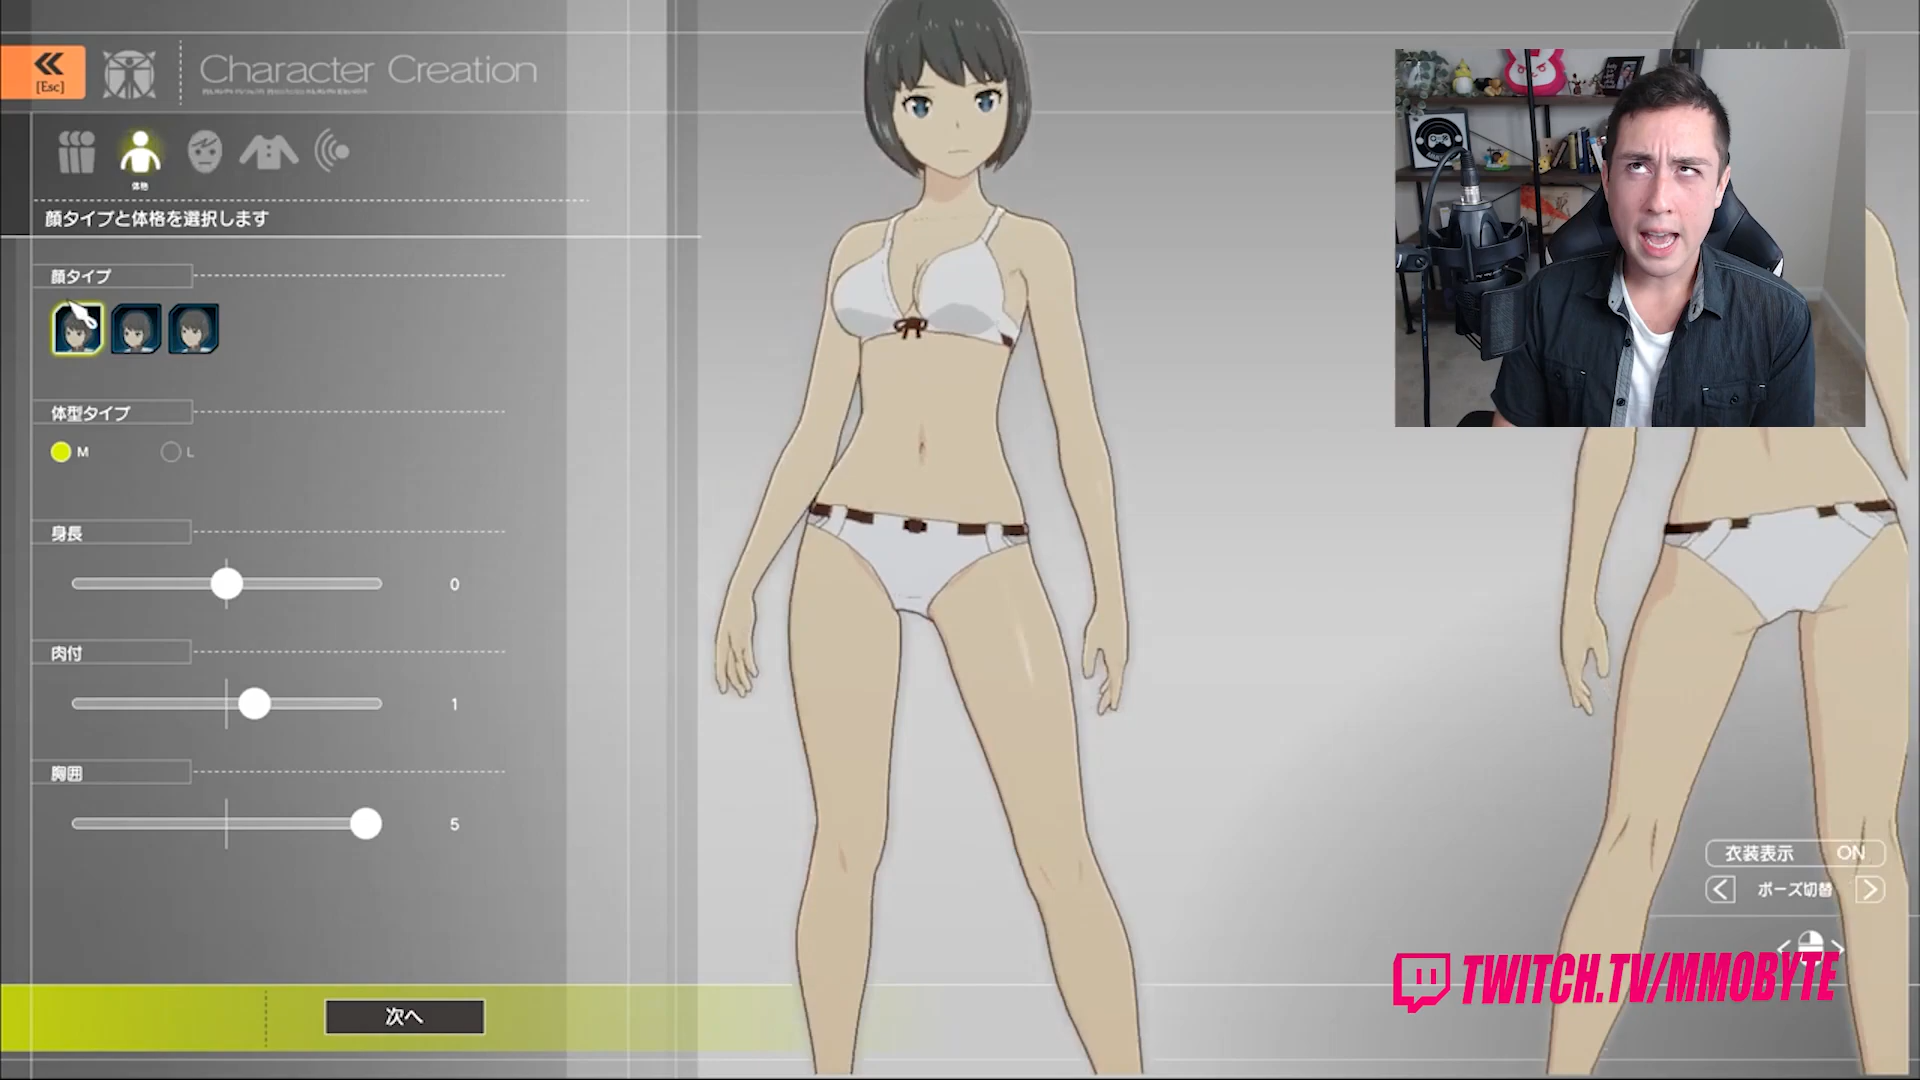 [Esc]
Character Creation
体格
顔タイプと体格を選択します
顔タイプ
体型タイプ
M
L
身長
0
肉付
1
胸囲
5
衣装表示 ON
ポーズ切替
TWITCH.TV/MMOBYTE
次へ